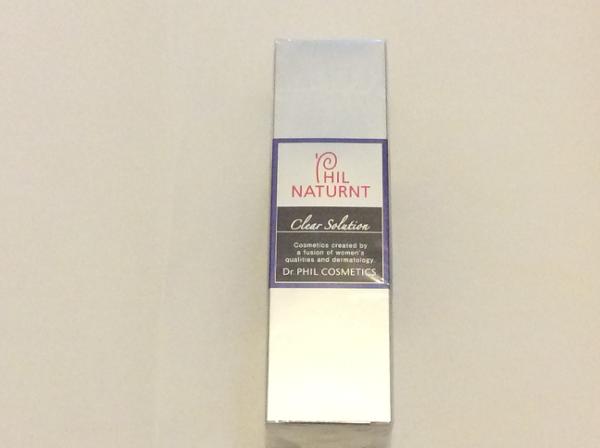 PHIL
NATURNT
Clear Solution
Cosmetics created by
a fusion of women's
qualities and dermatology.
Dr. PHIL COSMETICS